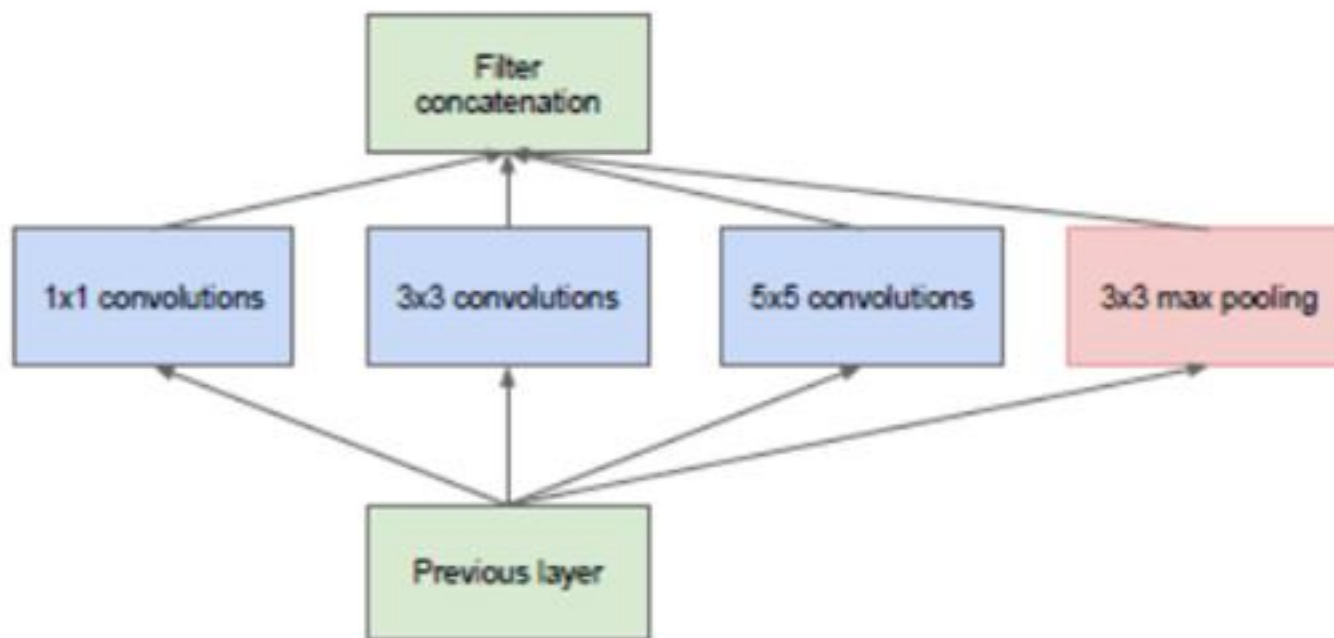 Filter
concatenation
1x1 convolutions
3x3 convolutions
5x5 convolutions
3x3 max pooling
Previous layer